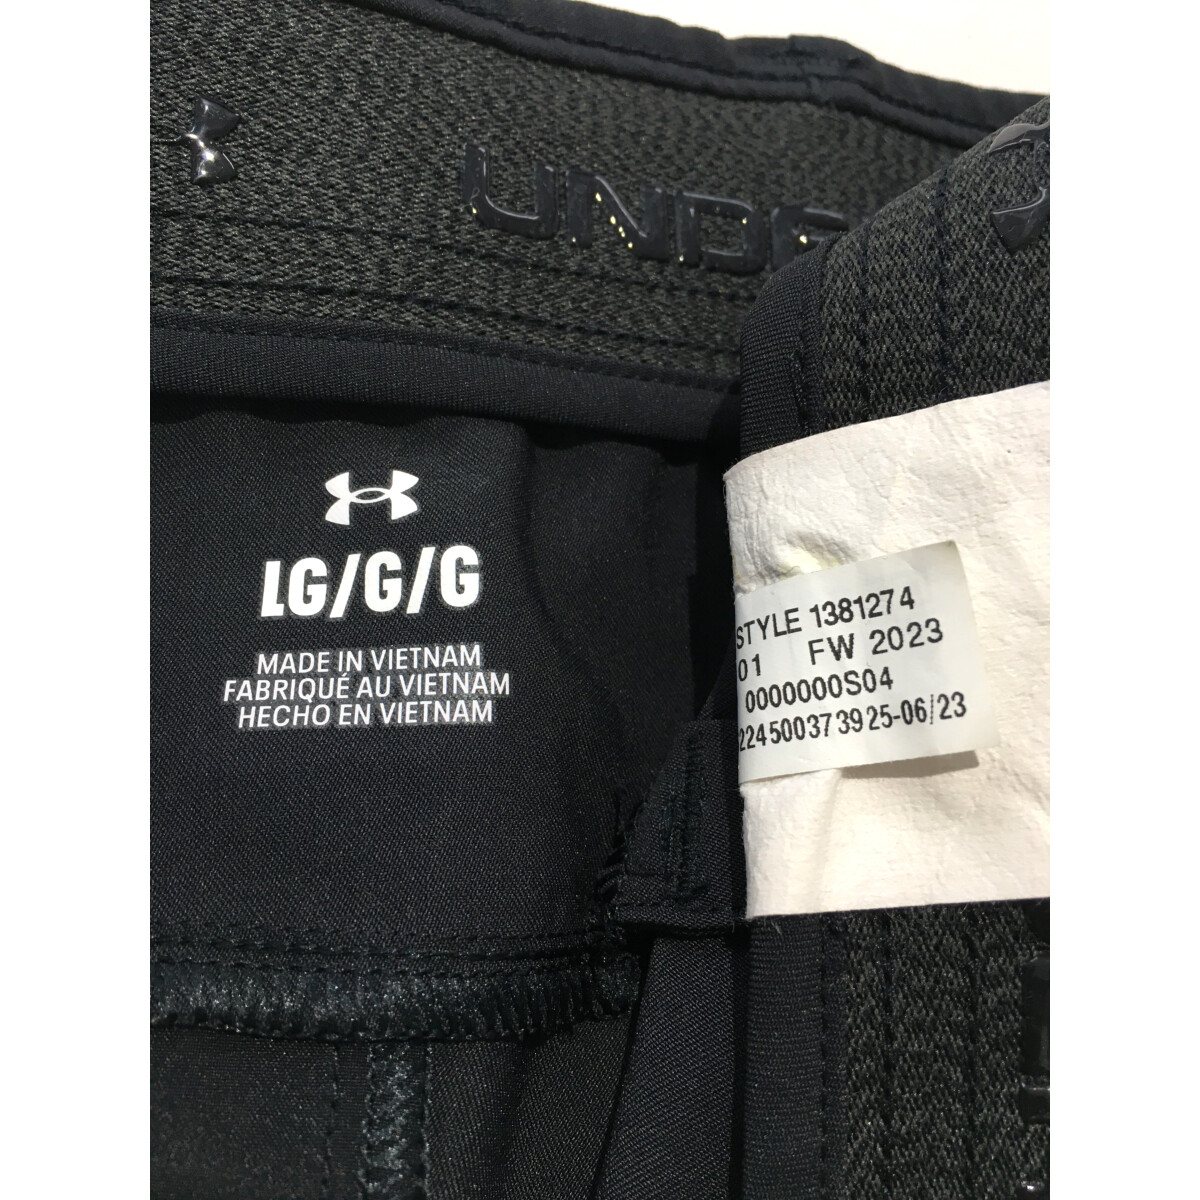 UNDE
LG/G/G
MADE IN VIETNAM
FABRIQUÉ AU VIETNAM
HECHO EN VIETNAM
STYLE 1381274
01 FW 2023
0000000S04
224500373925-06/23